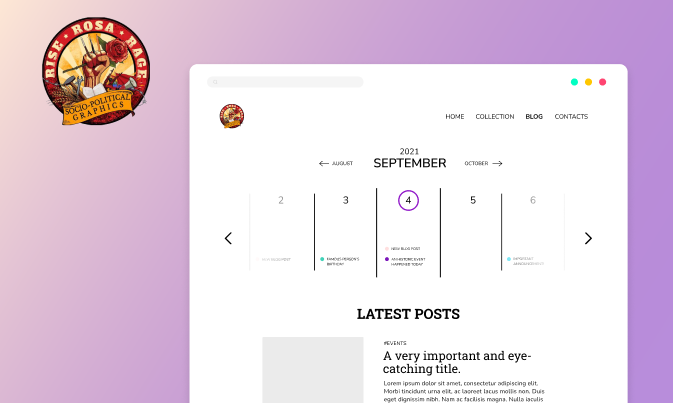 RISE • ROSA • RAGE
SOCIO-POLITICAL
GRAPHICS
HOME COLLECTION BLOG CONTACTS
2021
AUGUST SEPTEMBER OCTOBER
2 3 4 5 6
NEW BLOG POST
FAMOUS PERSON'S
BIRTHDAY
AN HISTORIC EVENT
HAPPENED TODAY
IMPORTANT
ANNOUNCEMENT
LATEST POSTS
#EVENTS
A very important and eye-
catching title.
Lorem ipsum dolor sit amet, consectetur adipiscing elit.
Morbi urna urna, elit, ac laoreet lacus mollis non. Duis
eget dignissim nibh. Nam ac facilisis magna. Nulla iaculis